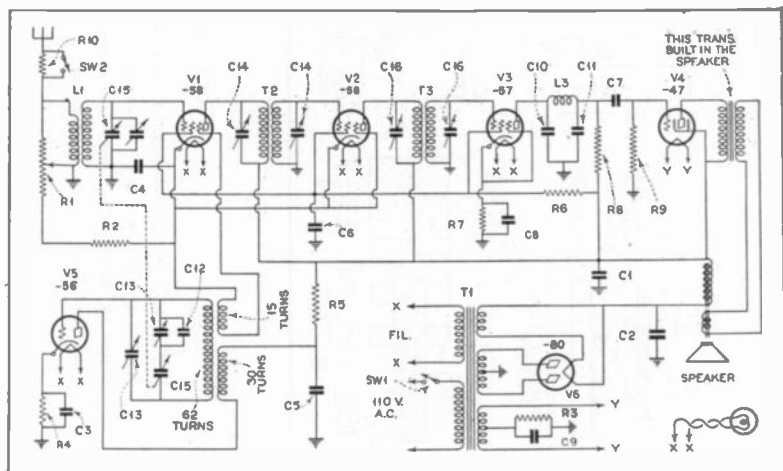 THIS TRANS.
BUILT IN THE
SPEAKER
R10
SW2
L1
C15
V1
-58
C14
T2
C14
V2
-58
C16
T3
C16
V3
-57
C10
L3
C11
C7
V4
-47
R1
C4
X X
X X
X X
Y Y
R2
C6
R7
C8
R6
R8
R9
V5
-56
C13
C12
15
TURNS
R5
C1
T1
X
FIL.
X
-80
V6
C2
SPEAKER
X X
C13
C15
30
TURNS
62
TURNS
SW1
110 V.
A.C.
R4
C3
C5
R3
C9
Y
Y
X X